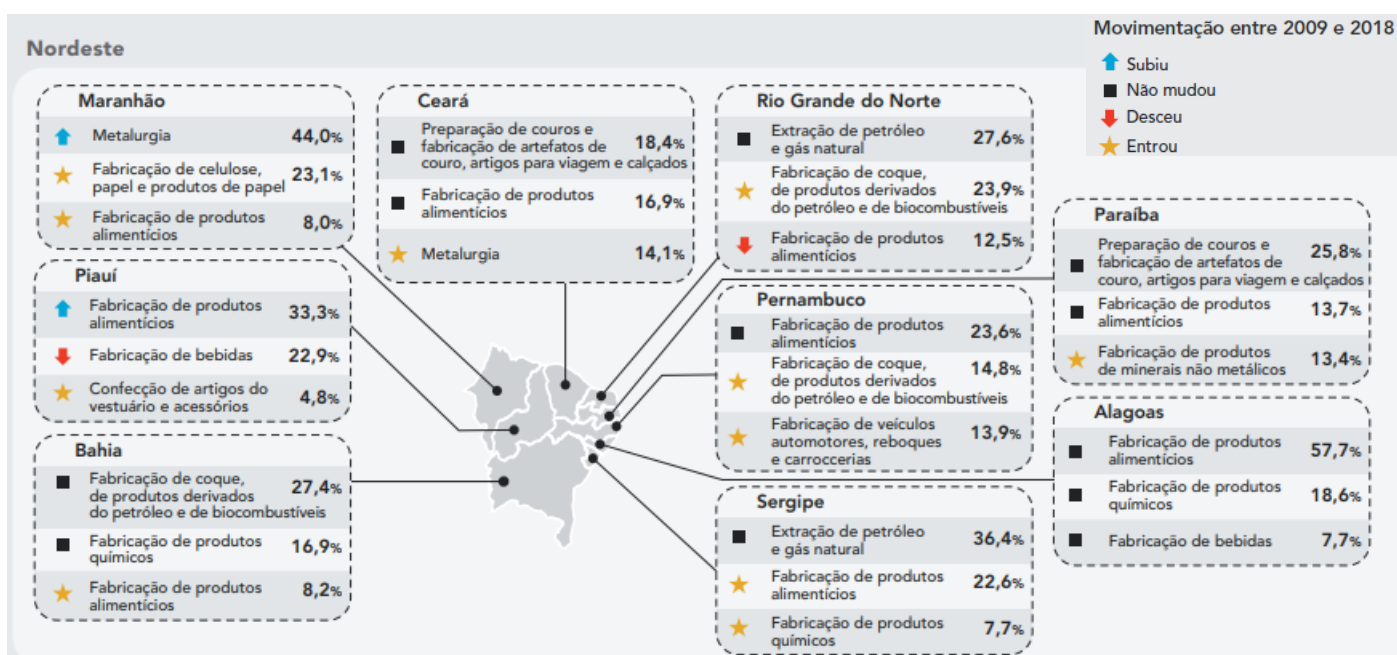 Nordeste
Movimentação entre 2009 e 2018
Subiu
Não mudou
Desceu
Entrou
Maranhão
Metalurgia 44,0%
Fabricação de celulose,
papel e produtos de papel 23,1%
Fabricação de produtos
alimentícios 8,0%
Piauí
Fabricação de produtos
alimentícios 33,3%
Fabricação de bebidas 22,9%
Confecção de artigos do
vestuário e acessórios 4,8%
Bahia
Fabricação de coque,
de produtos derivados 27,4%
do petróleo e de biocombustíveis
Fabricação de produtos
químicos 16,9%
Fabricação de produtos
alimentícios 8,2%
Ceará
Preparação de couros e
fabricação de artefatos de 18,4%
couro, artigos para viagem e calçados
Fabricação de produtos
alimentícios 16,9%
Metalurgia 14,1%
Rio Grande do Norte
Extração de petróleo
e gás natural 27,6%
Fabricação de coque,
de produtos derivados 23,9%
do petróleo e de biocombustíveis
Fabricação de produtos
alimentícios 12,5%
Pernambuco
Fabricação de produtos
alimentícios 23,6%
Fabricação de coque,
de produtos derivados 14,8%
do petróleo e de biocombustíveis
Fabricação de veículos
automotores, reboques 13,9%
e carroccerias
Sergipe
Extração de petróleo
e gás natural 36,4%
Fabricação de produtos
alimentícios 22,6%
Fabricação de produtos
químicos 7,7%
Paraíba
Preparação de couros e
fabricação de artefatos de 25,8%
couro, artigos para viagem e calçados
Fabricação de produtos
alimentícios 13,7%
Fabricação de produtos
de minerais não metálicos 13,4%
Alagoas
Fabricação de produtos
alimentícios 57,7%
Fabricação de produtos
químicos 18,6%
Fabricação de bebidas 7,7%